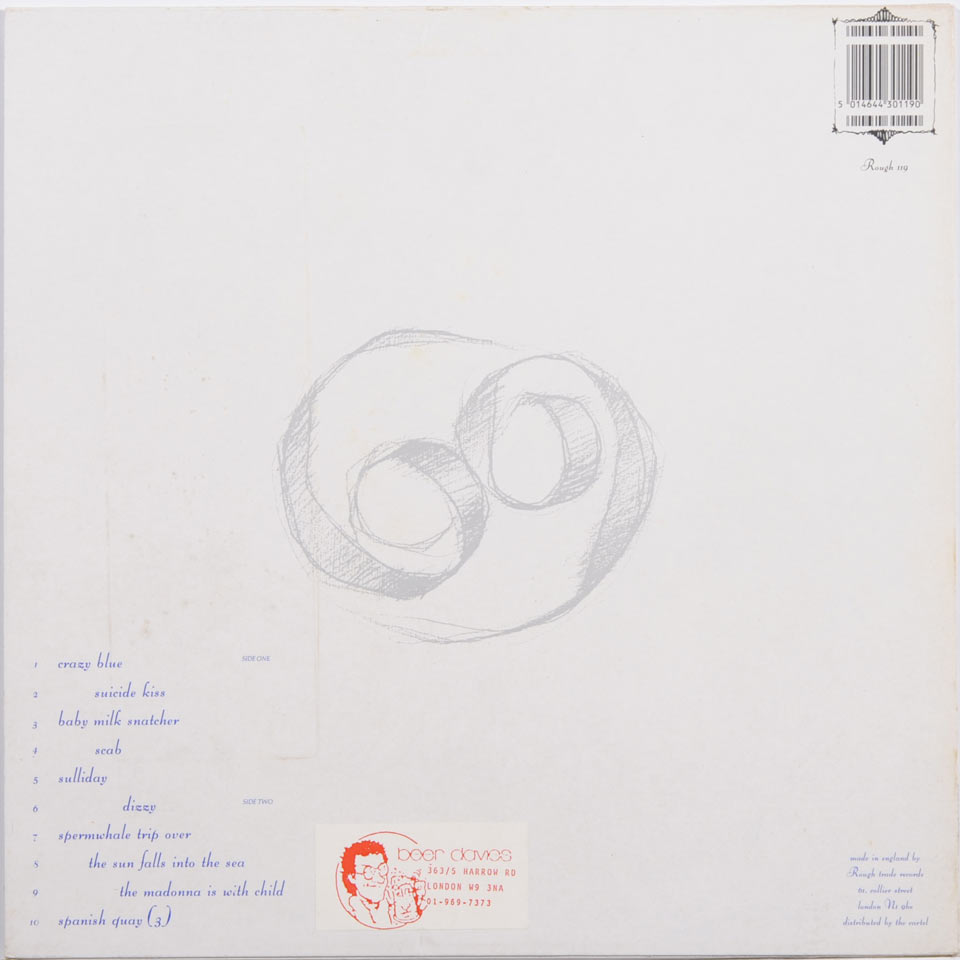 5 014644 301190
Rough 119
1 crazy blue SIDE ONE
2 suicide kiss
3 baby milk snatcher
4 scab
5 sulliday
6 dizzy SIDE TWO
7 spermwhale trip over
8 the sun falls into the sea
9 the madonna is with child
10 spanish quay (3)
beer davies
363/5 HARROW RD
LONDON W9 3NA
01-969-7373
made in england by
Rough trade records
61, collier street
london N1 9be
distributed by the cartel